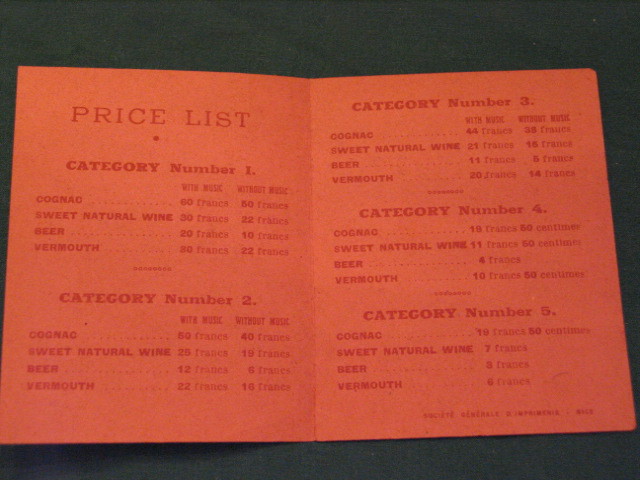 PRICE LIST
CATEGORY Number 1.
WITH MUSIC WITHOUT MUSIC
COGNAC .......... 60 francs 50 francs
SWEET NATURAL WINE 30 francs 22 francs
BEER .......... 20 francs 10 francs
VERMOUTH .......... 30 francs 22 francs
CATEGORY Number 2.
WITH MUSIC WITHOUT MUSIC
COGNAC .......... 50 francs 40 francs
SWEET NATURAL WINE 25 francs 19 francs
BEER .......... 12 francs 6 francs
VERMOUTH .......... 22 francs 16 francs
CATEGORY Number 3.
WITH MUSIC WITHOUT MUSIC
COGNAC .......... 44 francs 38 francs
SWEET NATURAL WINE 21 francs 15 francs
BEER .......... 11 francs 5 francs
VERMOUTH .......... 20 francs 14 francs
CATEGORY Number 4.
COGNAC .......... francs 50 centimes
SWEET NATURAL WINE 11 francs 50 centimes
BEER .......... 4 francs
VERMOUTH .......... 10 francs 50 centimes
CATEGORY Number 5.
COGNAC .......... 19 francs 50 centimes
SWEET NATURAL WINE 7 francs
BEER .......... 3 francs
VERMOUTH .......... 6 francs
SOCIÉTÉ GÉNÉRALE D'IMPRIMERIE - NICE